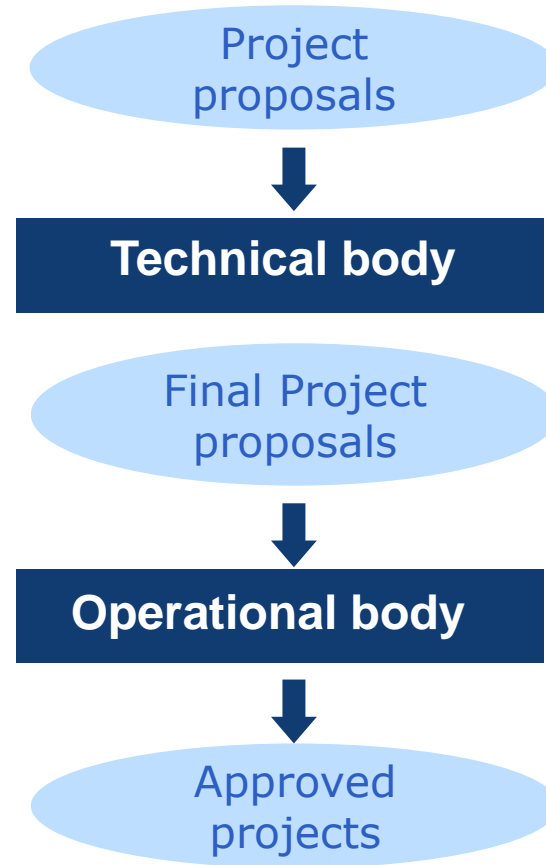 Project
proposals
Technical body
Final Project
proposals
Operational body
Approved
projects